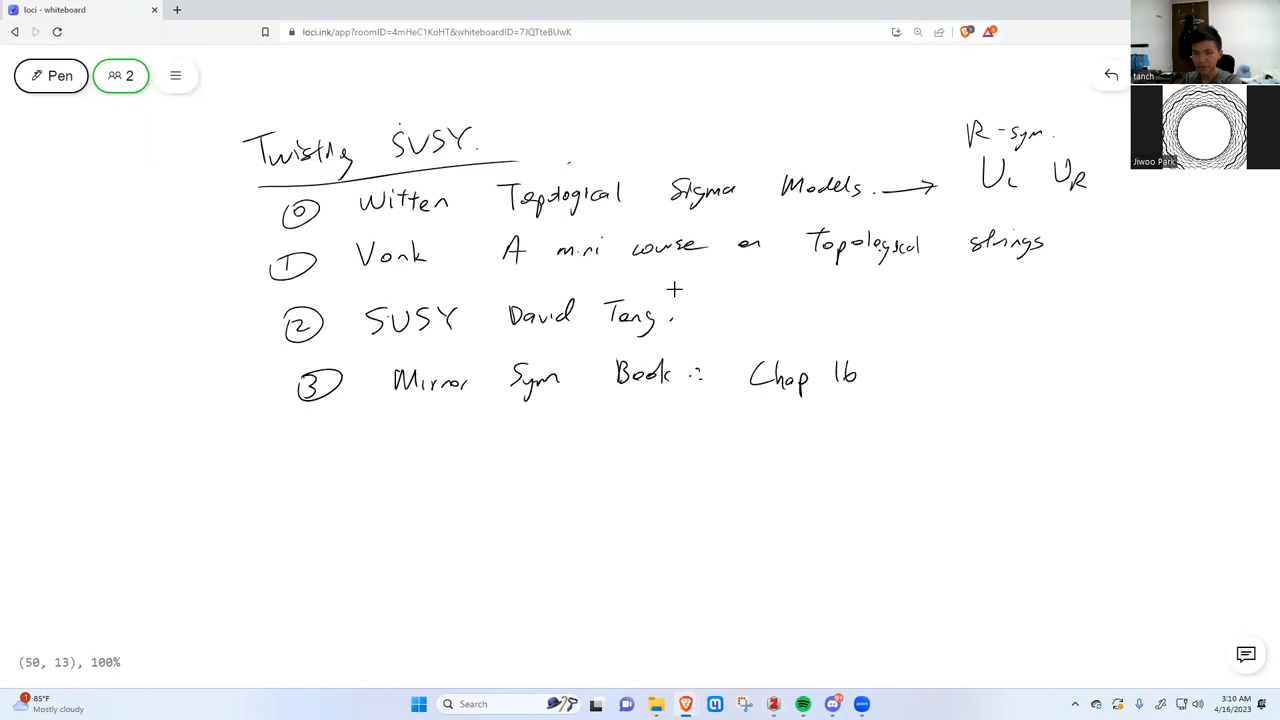 loci - whiteboard
loci.ink/app?roomID=4mHeC1KoHT&whiteboardID=7JQTteBUwK
Pen
2
tanch
Jiwoo Park
Twisting SUSY.
R-sym.
0 Witten Topological Sigma Models. → U_L U_R
1 Vonk A mini course on Topological strings
2 SUSY David Tong.
3 Mirror Sym Book: Chap 16
(50, 13), 100%
1
85°F
Mostly cloudy
Search
3:10 AM
4/16/2023